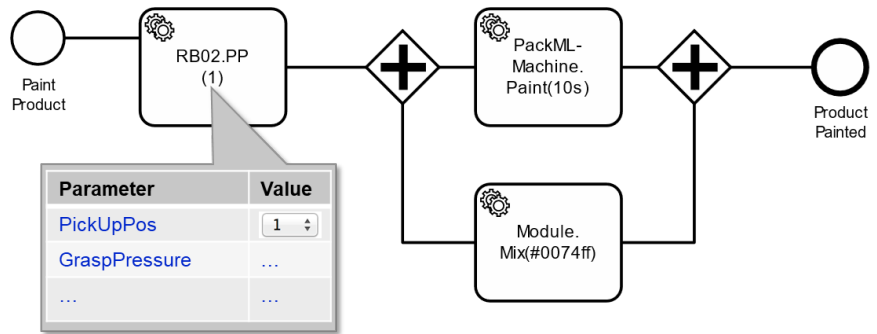 Paint
Product
RB02.PP
(1)
PackML-
Machine.
Paint(10s)
Module.
Mix(#0074ff)
Product
Painted
Parameter Value
PickUpPos 1
GraspPressure ...
... ...